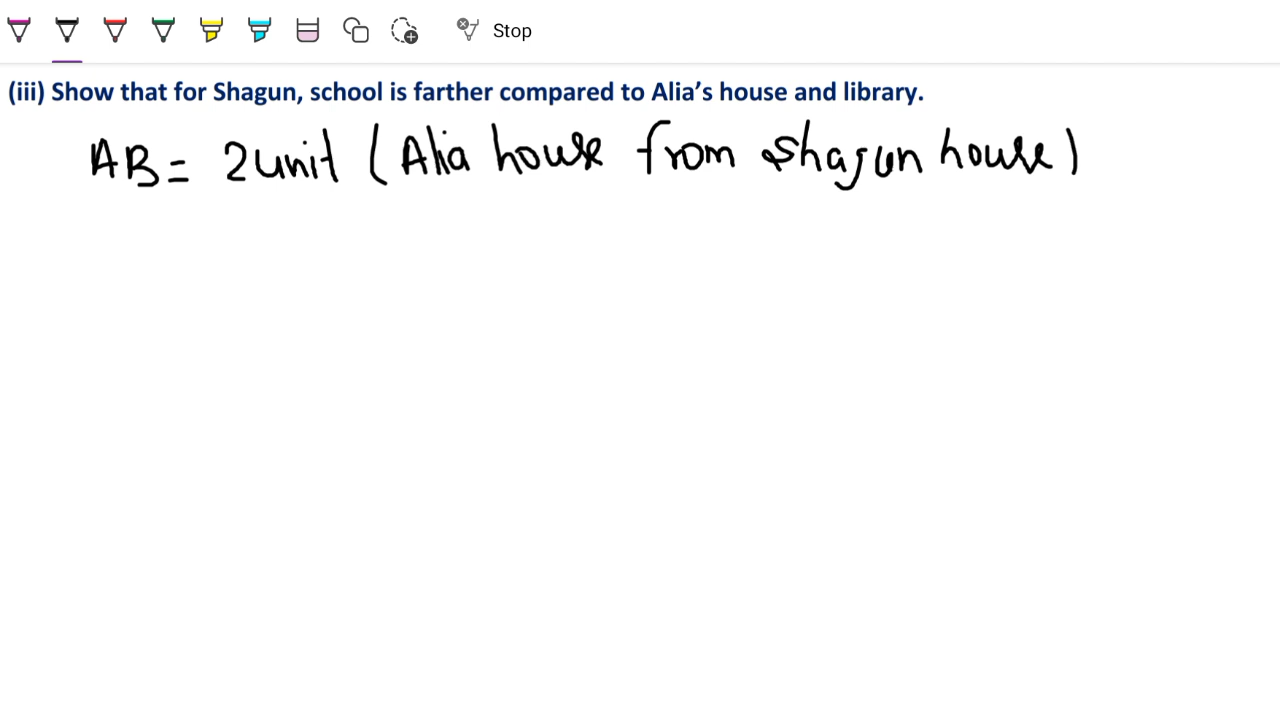 Stop
(iii) Show that for Shagun, school is farther compared to Alia's house and library.
AB = 2unit (Alia house from shagun house)